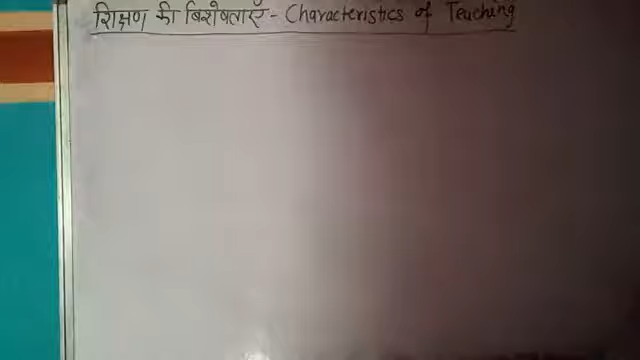 शिक्षण की बिशेषताएँ - Characteristics of Teaching